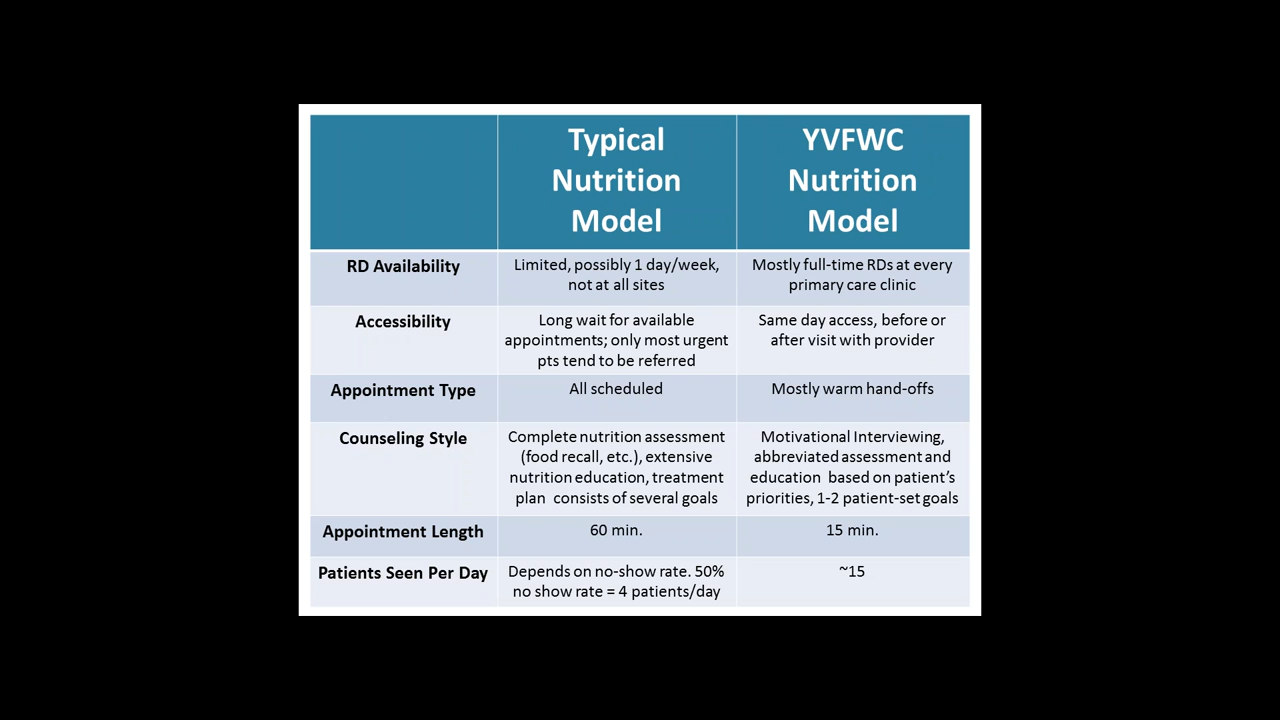 Typical
Nutrition
Model
YVFWC
Nutrition
Model
RD Availability
Limited, possibly 1 day/week,
not at all sites
Mostly full-time RDs at every
primary care clinic
Accessibility
Long wait for available
appointments; only most urgent
pts tend to be referred
Same day access, before or
after visit with provider
Appointment Type
All scheduled
Mostly warm hand-offs
Counseling Style
Complete nutrition assessment
(food recall, etc.), extensive
nutrition education, treatment
plan consists of several goals
Motivational Interviewing,
abbreviated assessment and
education based on patient's
priorities, 1-2 patient-set goals
Appointment Length
60 min.
15 min.
Patients Seen Per Day
Depends on no-show rate. 50%
no show rate = 4 patients/day
~15